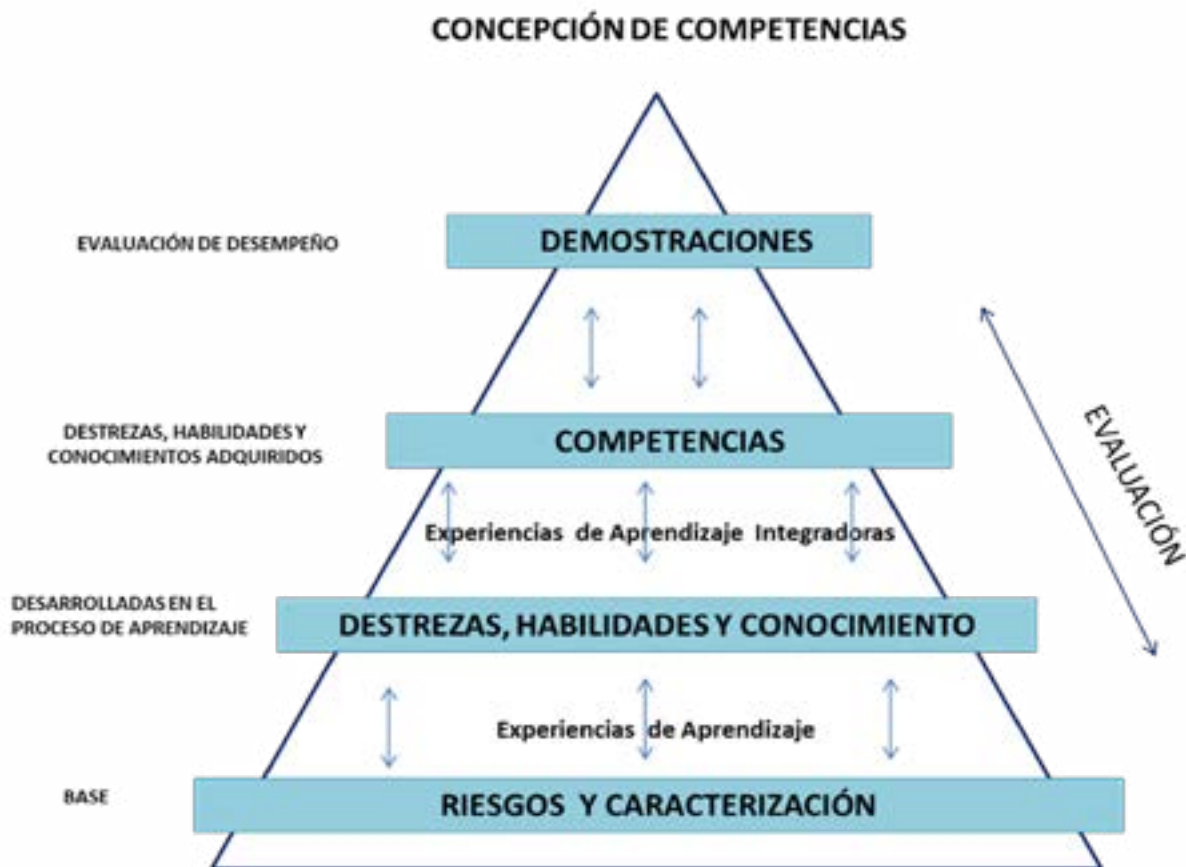 CONCEPCIÓN DE COMPETENCIAS
EVALUACIÓN DE DESEMPEÑO
DEMOSTRACIONES
DESTREZAS, HABILIDADES Y
CONOCIMIENTOS ADQUIRIDOS
COMPETENCIAS
EVALUACIÓN
Experiencias de Aprendizaje Integradoras
DESARROLLADAS EN EL
PROCESO DE APRENDIZAJE
DESTREZAS, HABILIDADES Y CONOCIMIENTO
Experiencias de Aprendizaje
BASE
RIESGOS Y CARACTERIZACIÓN